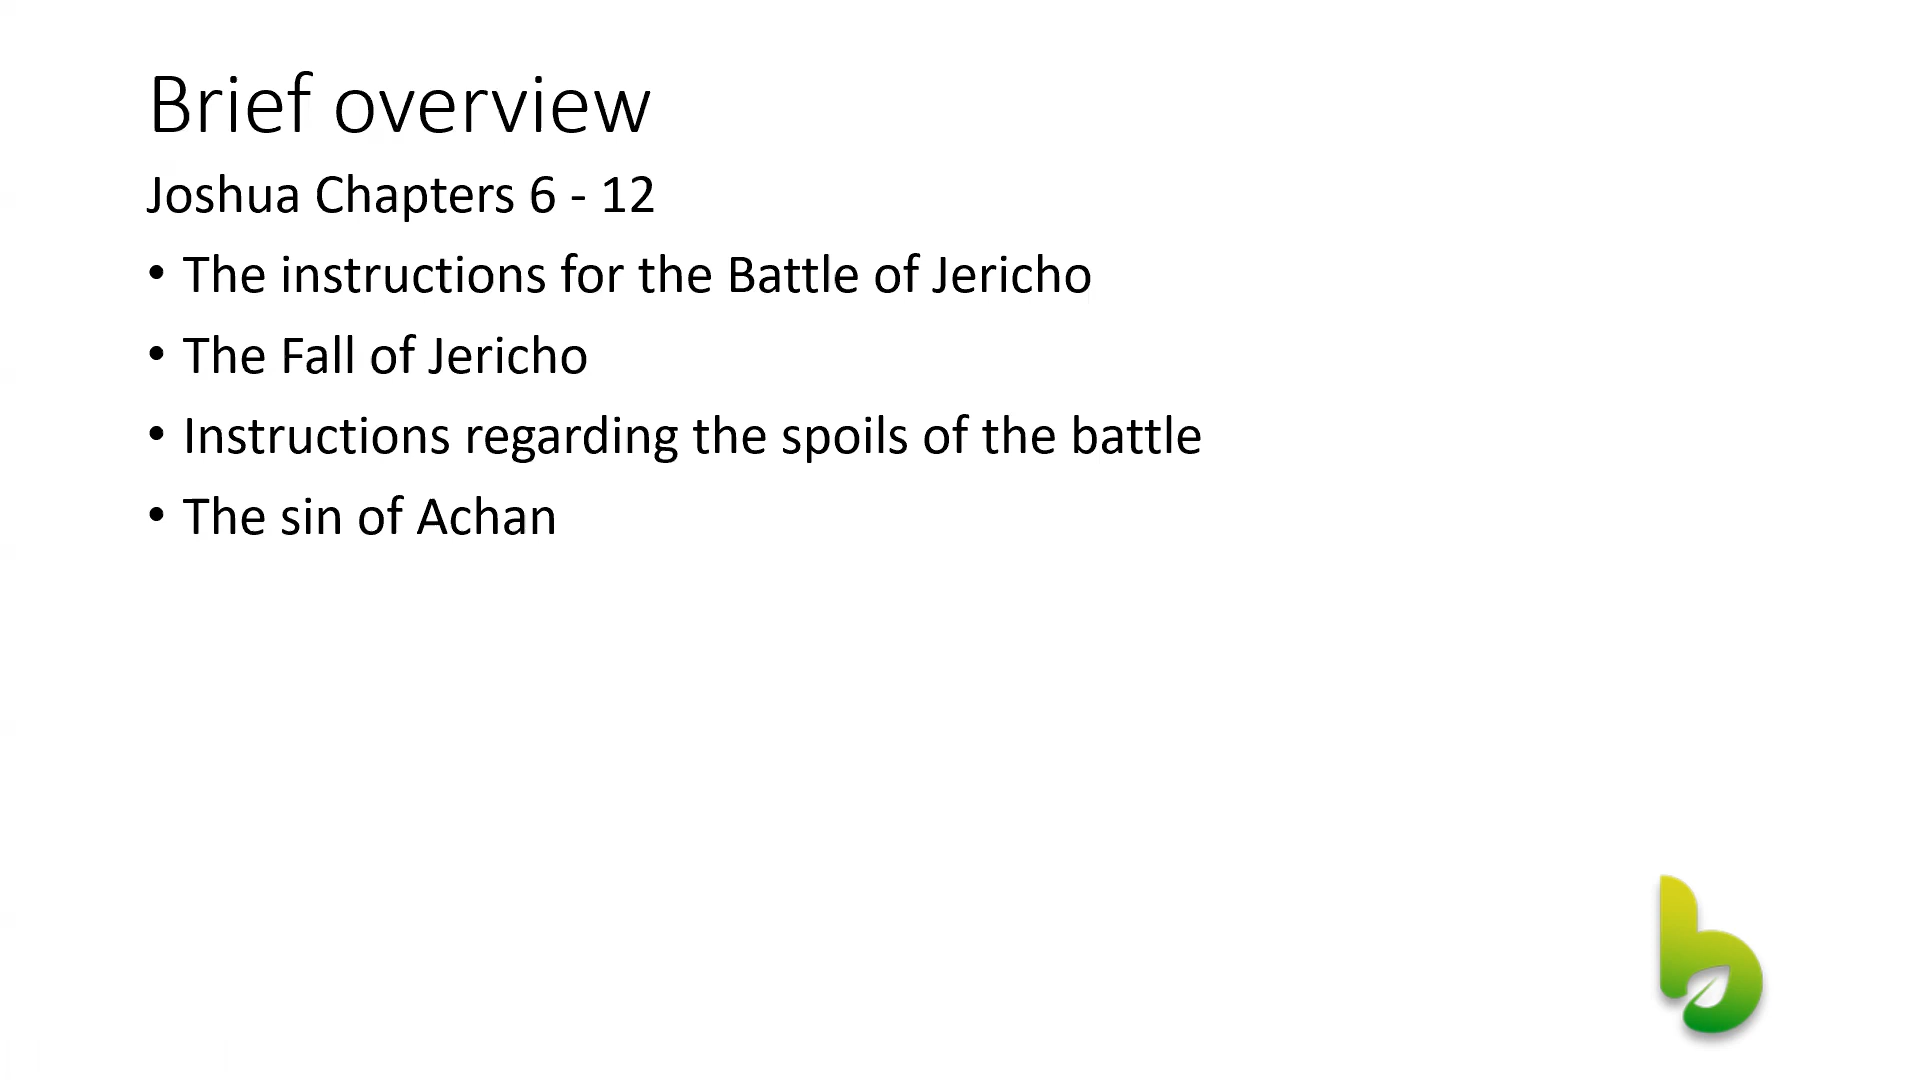 Brief overview
Joshua Chapters 6 - 12
• The instructions for the Battle of Jericho
• The Fall of Jericho
• Instructions regarding the spoils of the battle
• The sin of Achan
b